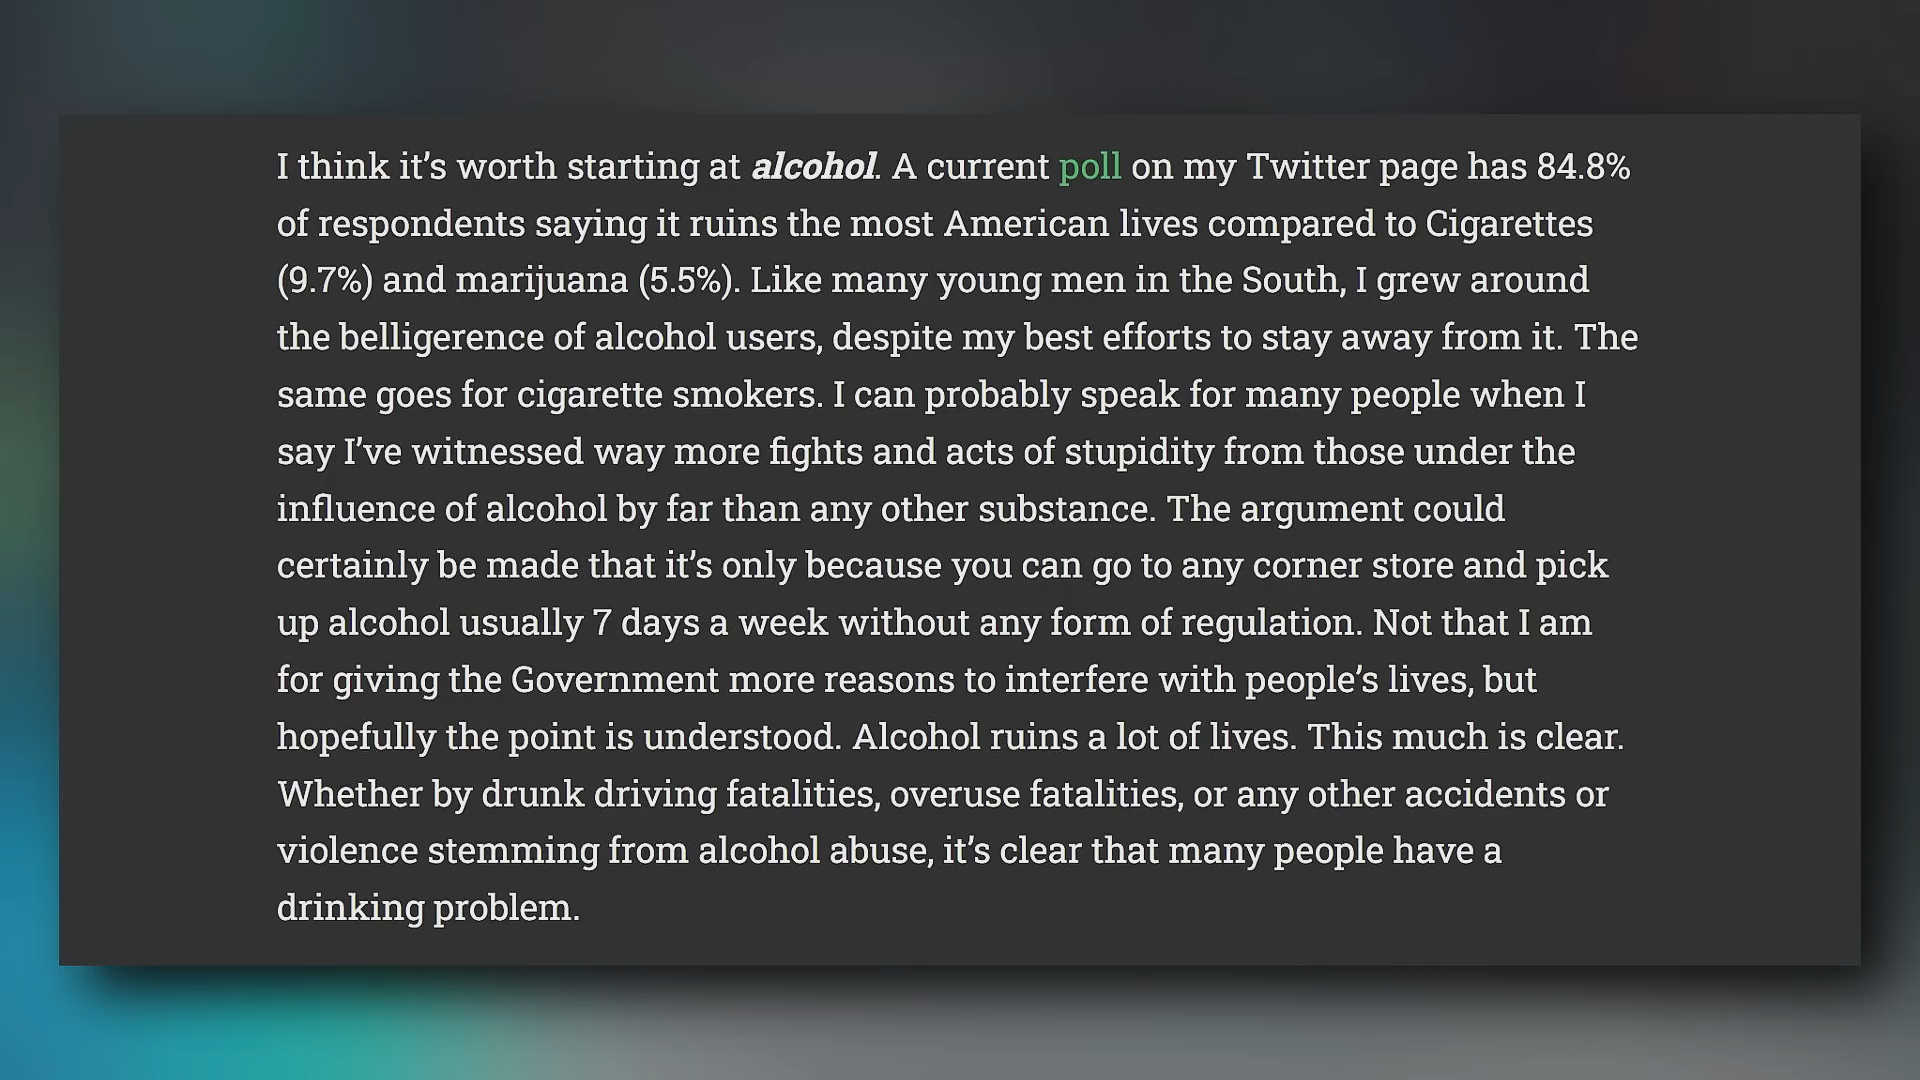 I think it’s worth starting at alcohol. A current poll on my Twitter page has 84.8%
of respondents saying it ruins the most American lives compared to Cigarettes
(9.7%) and marijuana (5.5%). Like many young men in the South, I grew around
the belligerence of alcohol users, despite my best efforts to stay away from it. The
same goes for cigarette smokers. I can probably speak for many people when I
say I’ve witnessed way more fights and acts of stupidity from those under the
influence of alcohol by far than any other substance. The argument could
certainly be made that it’s only because you can go to any corner store and pick
up alcohol usually 7 days a week without any form of regulation. Not that I am
for giving the Government more reasons to interfere with people’s lives, but
hopefully the point is understood. Alcohol ruins a lot of lives. This much is clear.
Whether by drunk driving fatalities, overuse fatalities, or any other accidents or
violence stemming from alcohol abuse, it’s clear that many people have a
drinking problem.